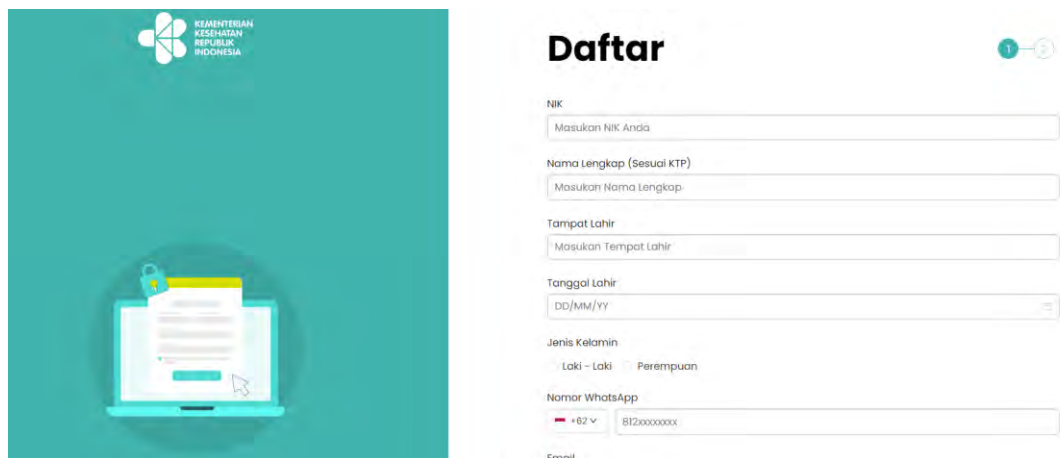 KEMENTERIAN
KESEHATAN
REPUBLIK
INDONESIA
Daftar
1 2
NIK
Masukan NIK Anda
Nama Lengkap (Sesuai KTP)
Masukan Nama Lengkap
Tampat Lahir
Masukan Tempat Lahir
Tanggal Lahir
DD/MM/YY
Jenis Kelamin
Laki - Laki Perempuan
Nomor WhatsApp
+62 812xxxxxxxx
Email